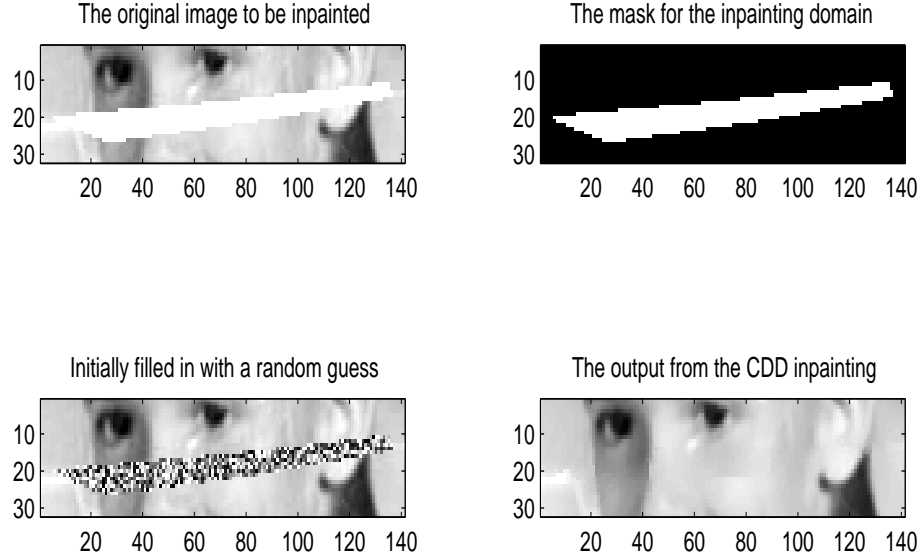 The original image to be inpainted
10
20
30
20 40 60 80 100 120 140
The mask for the inpainting domain
10
20
30
20 40 60 80 100 120 140
Initially filled in with a random guess
10
20
30
20 40 60 80 100 120 140
The output from the CDD inpainting
10
20
30
20 40 60 80 100 120 140